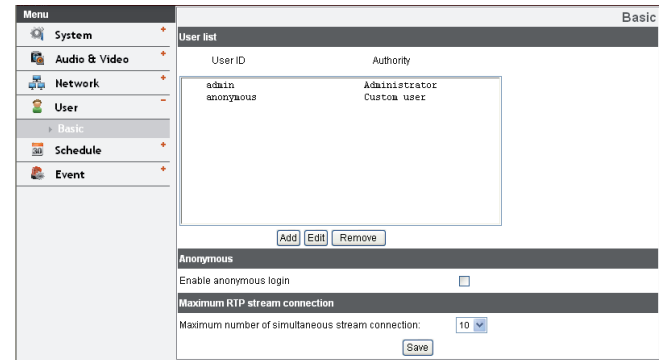 Menu
Basic
System
Audio & Video
Network
User
Basic
Schedule
Event
User list
User ID Authority
admin Administrator
anonymous Custom user
Add Edit Remove
Anonymous
Enable anonymous login
Maximum RTP stream connection
Maximum number of simultaneous stream connection: 10
Save